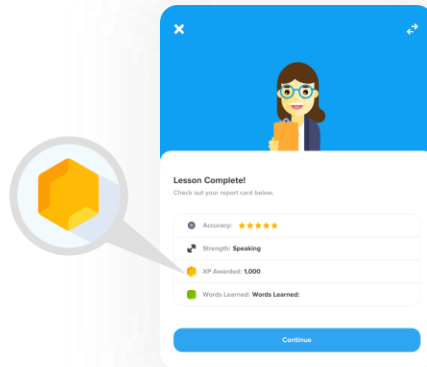 Lesson Complete!
Check out your report card below.
Accuracy:
Strength: Speaking
XP Awarded: 1,000
Words Learned: Words Learned:
Continue